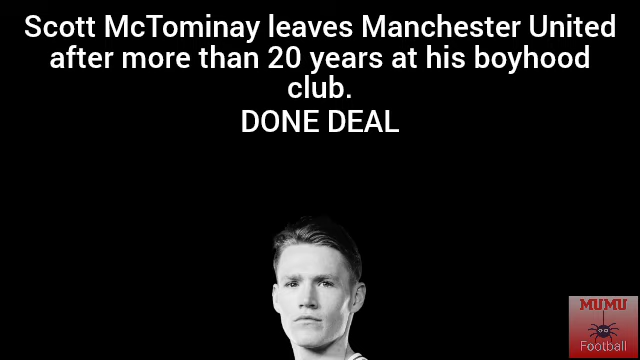 Scott McTominay leaves Manchester United
after more than 20 years at his boyhood
club.
DONE DEAL
MUMU
Football